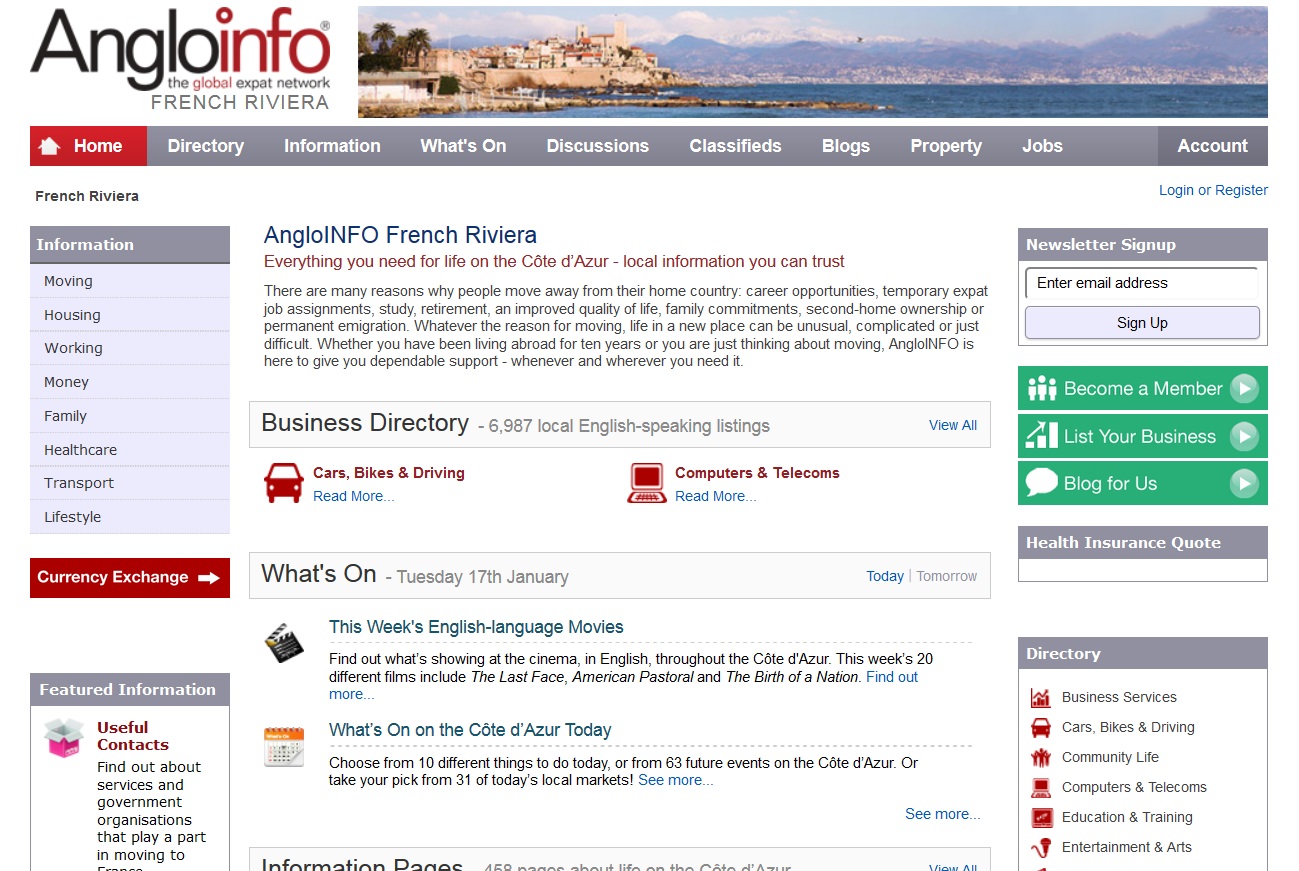 Angloinfo®
the global expat network
FRENCH RIVIERA
Home Directory Information What's On Discussions Classifieds Blogs Property Jobs Account
French Riviera
Login or Register
Information
Moving
Housing
Working
Money
Family
Healthcare
Transport
Lifestyle
Currency Exchange
Featured Information
Useful
Contacts
Find out about
services and
government
organisations
that play a part
in moving to
France
AngloINFO French Riviera
Everything you need for life on the Côte d’Azur - local information you can trust
There are many reasons why people move away from their home country: career opportunities, temporary expat
job assignments, study, retirement, an improved quality of life, family commitments, second-home ownership or
permanent emigration. Whatever the reason for moving, life in a new place can be unusual, complicated or just
difficult. Whether you have been living abroad for ten years or you are just thinking about moving, AngloINFO is
here to give you dependable support - whenever and wherever you need it.
Business Directory - 6,987 local English-speaking listings View All
Cars, Bikes & Driving
Read More...
Computers & Telecoms
Read More...
What's On - Tuesday 17th January Today | Tomorrow
This Week's English-language Movies
Find out what’s showing at the cinema, in English, throughout the Côte d'Azur. This week’s 20
different films include The Last Face, American Pastoral and The Birth of a Nation. Find out
more...
What’s On on the Côte d’Azur Today
Choose from 10 different things to do today, or from 63 future events on the Côte d’Azur. Or
take your pick from 31 of today’s local markets! See more...
See more...
Information Pages - 458 pages about life on the Côte d’Azur View All
Newsletter Signup
Enter email address
Sign Up
Become a Member
List Your Business
Blog for Us
Health Insurance Quote
Directory
Business Services
Cars, Bikes & Driving
Community Life
Computers & Telecoms
Education & Training
Entertainment & Arts